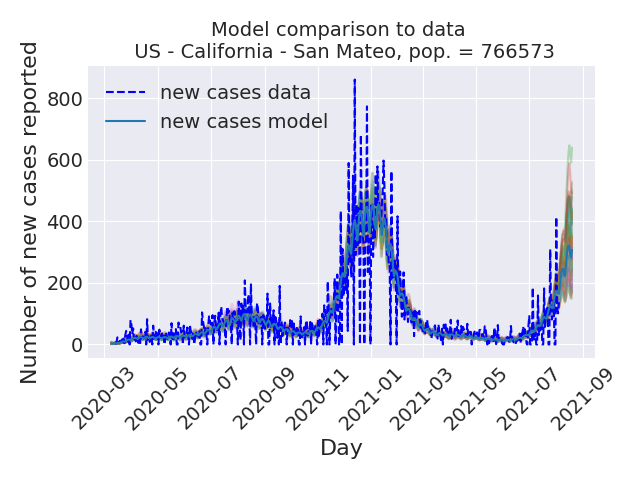 Model comparison to data
US - California - San Mateo, pop. = 766573
Number of new cases reported
800
600
400
200
0
new cases data
new cases model
2020-03
2020-05
2020-07
2020-09
2020-11
2021-01
2021-03
2021-05
2021-07
2021-09
Day